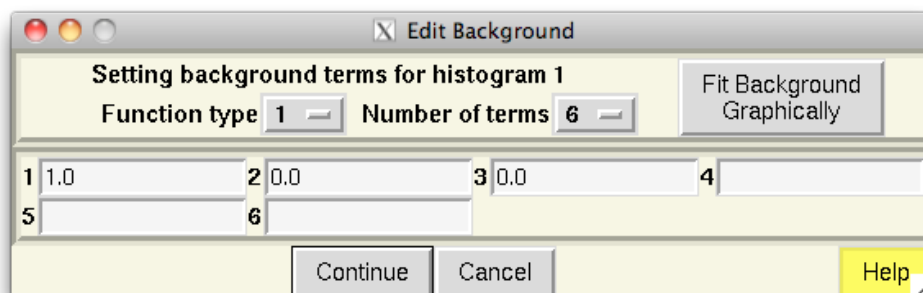 X Edit Background
Setting background terms for histogram 1
Function type 1 Number of terms 6
Fit Background
Graphically
1 1.0 2 0.0 3 0.0 4
5 6
Continue Cancel Help